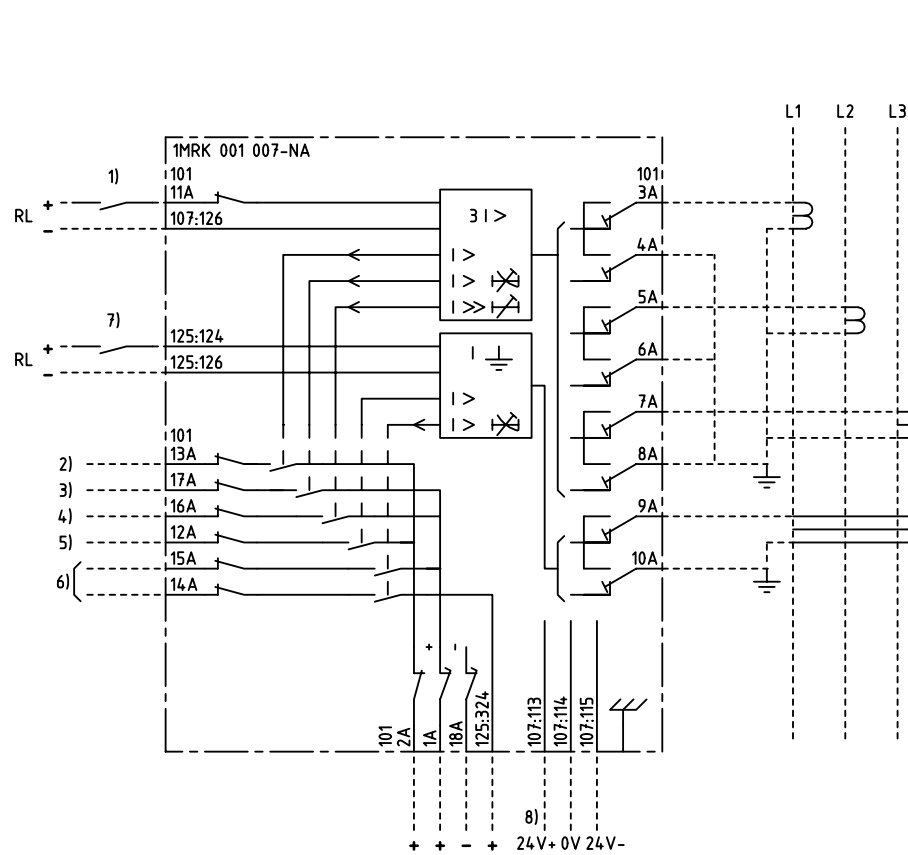 L1 L2 L3
1MRK 001 007-NA
1)
101
101
11A
3A
RL + −
107:126
3 I >
I >
4A
I >
I >>
5A
7)
125:124
RL + −
125:126
I
6A
I >
7A
I >
101
13A
8A
2)
17A
3)
16A
9A
4)
12A
5)
15A
10A
6)
14A
+ -
101
2A
1A
18A
125:324
107:113
107:114
107:115
8)
+ + − + 24V+ 0V 24V-